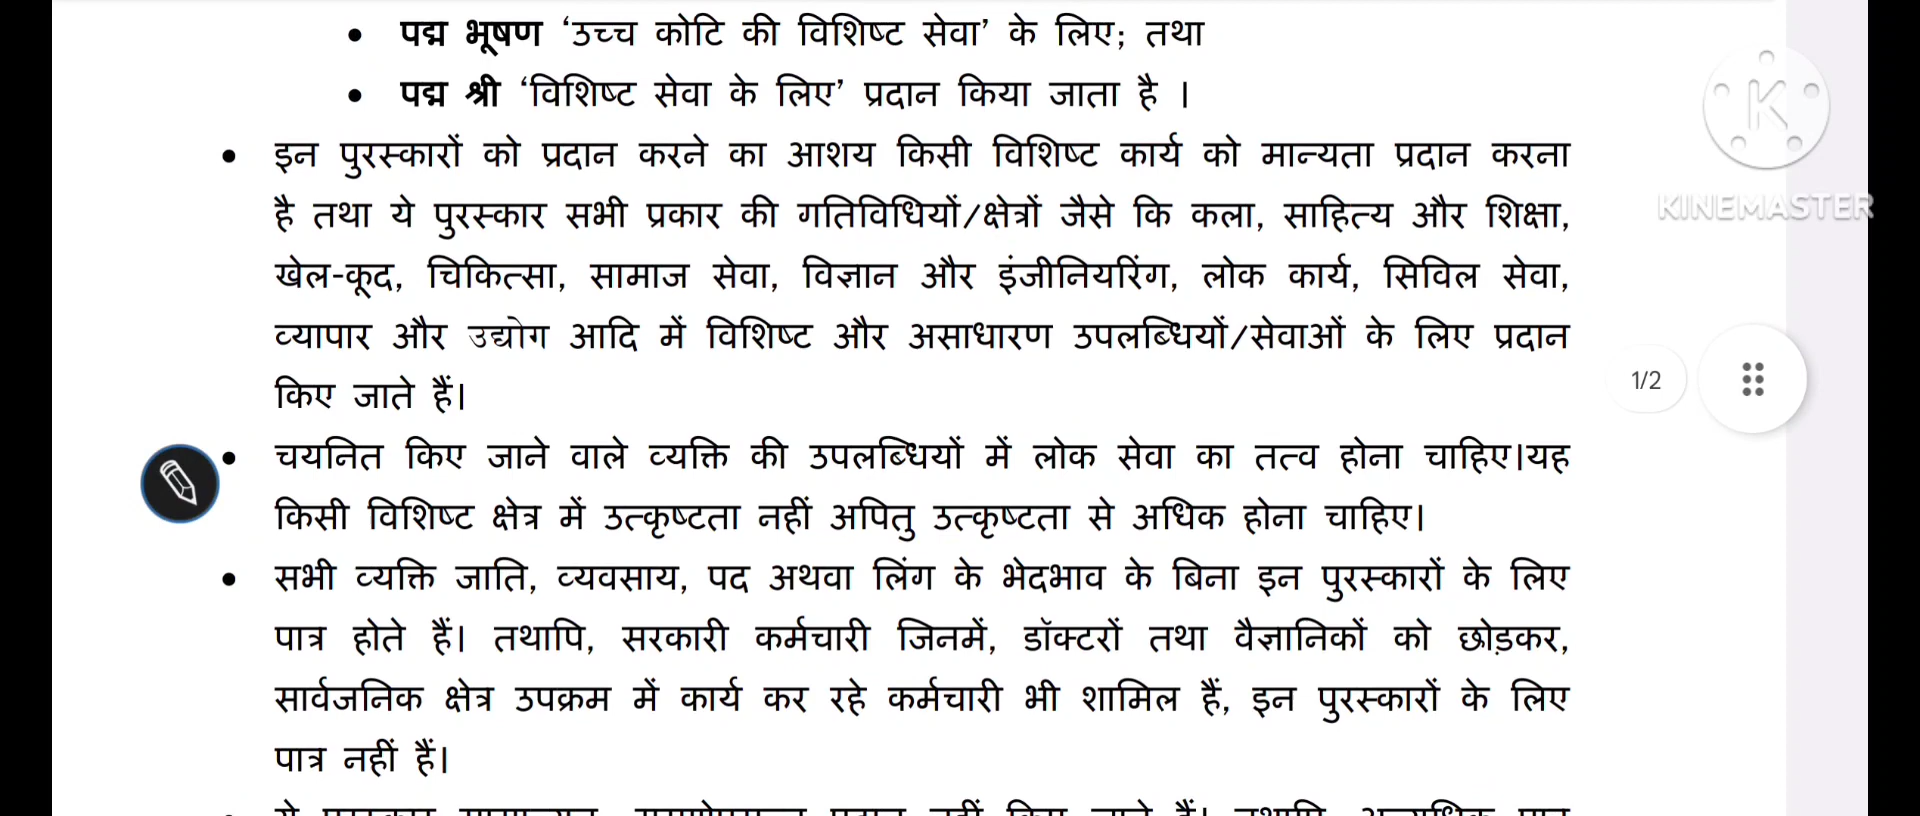 • पद्म भूषण ‘उच्च कोटि की विशिष्ट सेवा’ के लिए; तथा
• पद्म श्री ‘विशिष्ट सेवा के लिए’ प्रदान किया जाता है ।
• इन पुरस्कारों को प्रदान करने का आशय किसी विशिष्ट कार्य को मान्यता प्रदान करना
है तथा ये पुरस्कार सभी प्रकार की गतिविधियों/क्षेत्रों जैसे कि कला, साहित्य और शिक्षा,
खेल-कूद, चिकित्सा, सामाज सेवा, विज्ञान और इंजीनियरिंग, लोक कार्य, सिविल सेवा,
व्यापार और उद्योग आदि में विशिष्ट और असाधारण उपलब्धियों/सेवाओं के लिए प्रदान
किए जाते हैं।
• चयनित किए जाने वाले व्यक्ति की उपलब्धियों में लोक सेवा का तत्व होना चाहिए।यह
किसी विशिष्ट क्षेत्र में उत्कृष्टता नहीं अपितु उत्कृष्टता से अधिक होना चाहिए।
• सभी व्यक्ति जाति, व्यवसाय, पद अथवा लिंग के भेदभाव के बिना इन पुरस्कारों के लिए
पात्र होते हैं। तथापि, सरकारी कर्मचारी जिनमें, डॉक्टरों तथा वैज्ञानिकों को छोड़कर,
सार्वजनिक क्षेत्र उपक्रम में कार्य कर रहे कर्मचारी भी शामिल हैं, इन पुरस्कारों के लिए
पात्र नहीं हैं।
K
KINEMASTER
1/2